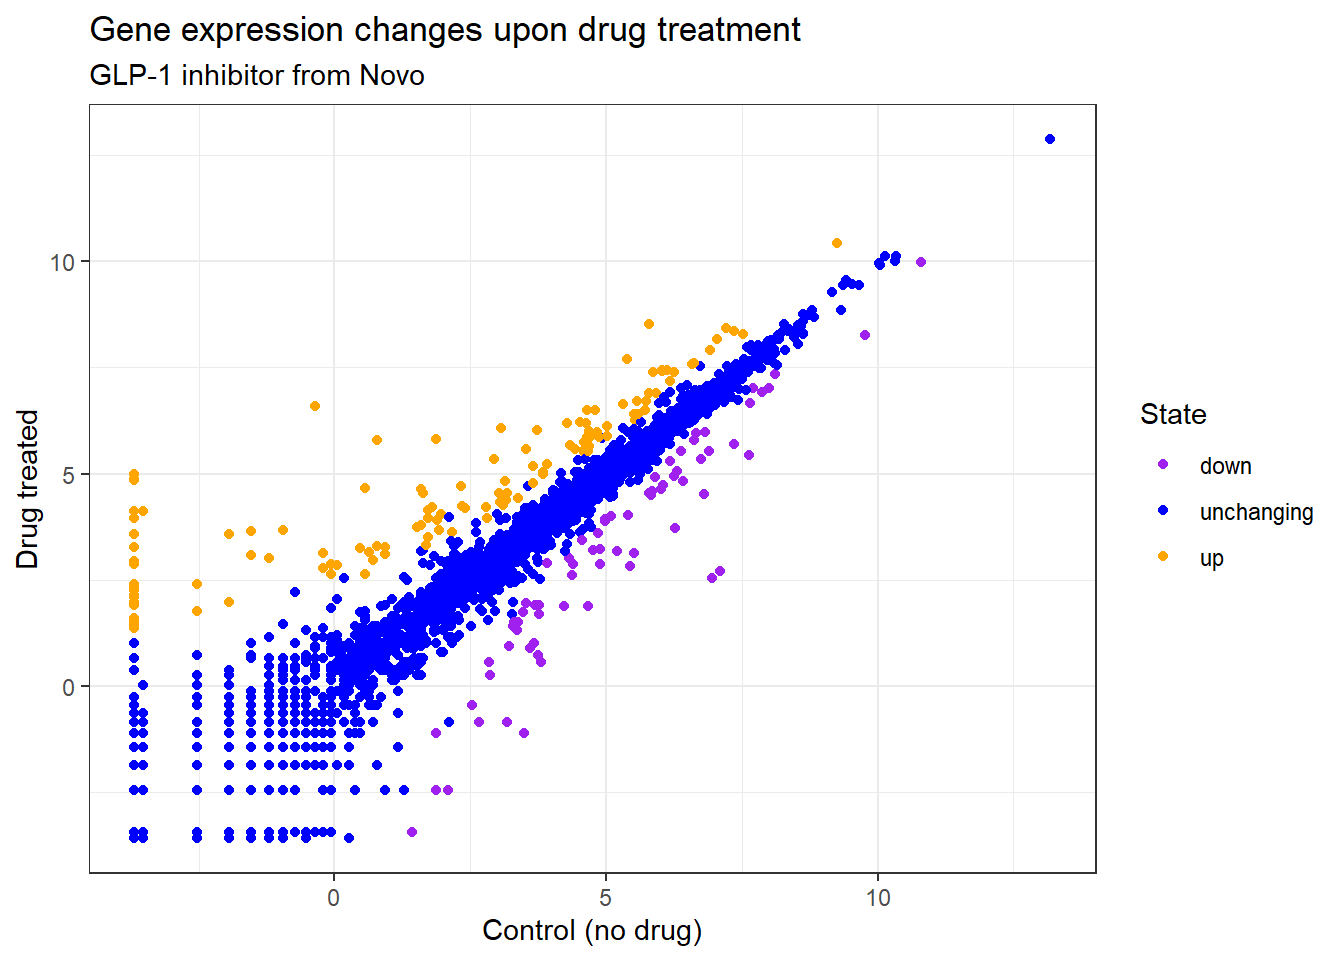 Gene expression changes upon drug treatment
GLP-1 inhibitor from Novo
Drug treated
10
5
0
0
5
10
Control (no drug)
State
down
unchanging
up